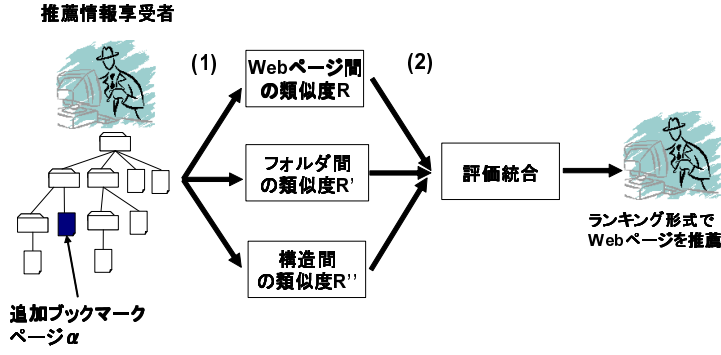 推薦情報享受者
(1)
(2)
Webページ間
の類似度R
フォルダ間
の類似度R'
構造間
の類似度R''
評価統合
ランキング形式で
Webページを推薦
追加ブックマーク
ページα